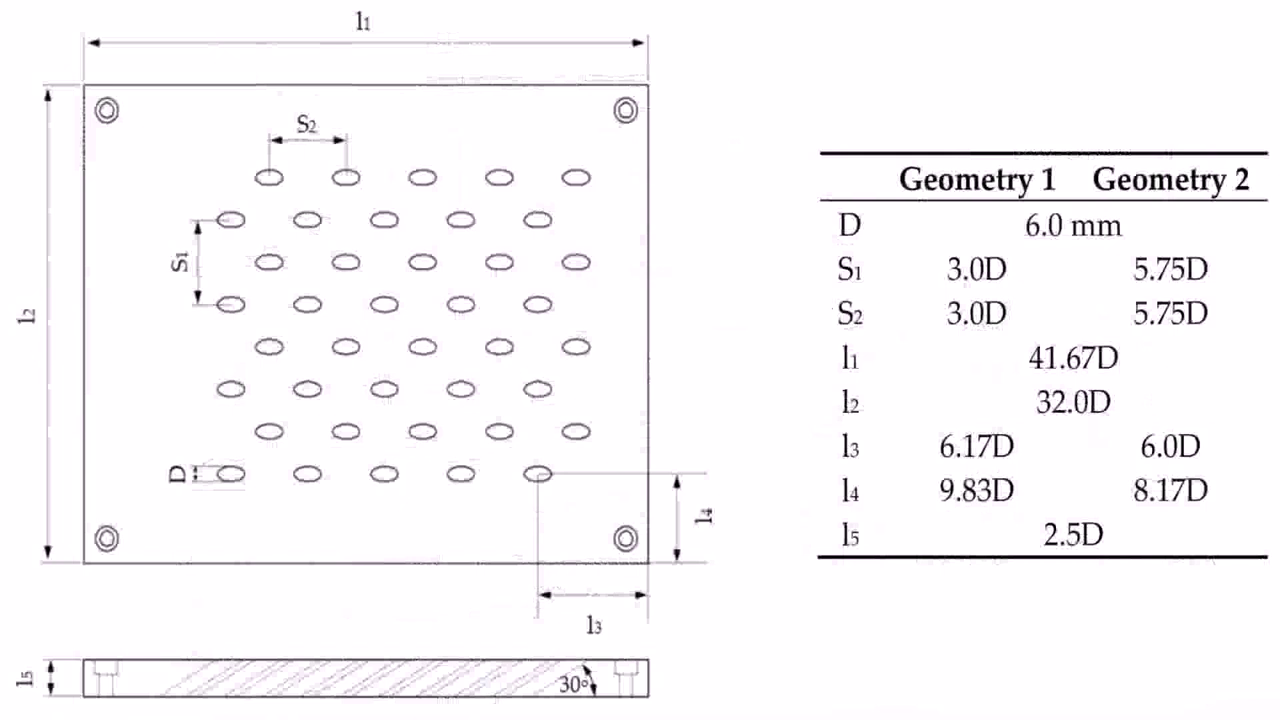 l1
S2
S1
l2
D
l4
l3
l5
30°
Geometry 1 Geometry 2
D 6.0 mm
S1 3.0D 5.75D
S2 3.0D 5.75D
l1 41.67D
l2 32.0D
l3 6.17D 6.0D
l4 9.83D 8.17D
l5 2.5D